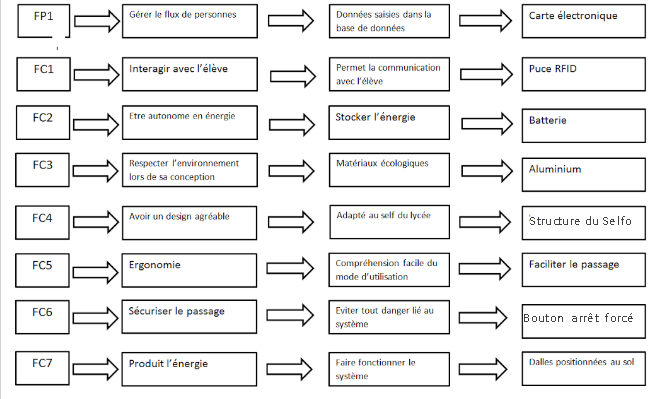 FP1
Gérer le flux de personnes
Données saisies dans la
base de données
Carte électronique
FC1
Interagir avec l'élève
Permet la communication
avec l'élève
Puce RFID
FC2
Etre autonome en énergie
Stocker l'énergie
Batterie
FC3
Respecter l'environnement
lors de sa conception
Matériaux écologiques
Aluminium
FC4
Avoir un design agréable
Adapté au self du lycée
Structure du Selfo
FC5
Ergonomie
Compréhension facile du
mode d'utilisation
Faciliter le passage
FC6
Sécuriser le passage
Eviter tout danger lié au
système
Bouton arrêt forcé
FC7
Produit l'énergie
Faire fonctionner le
système
Dalles positionnées au sol